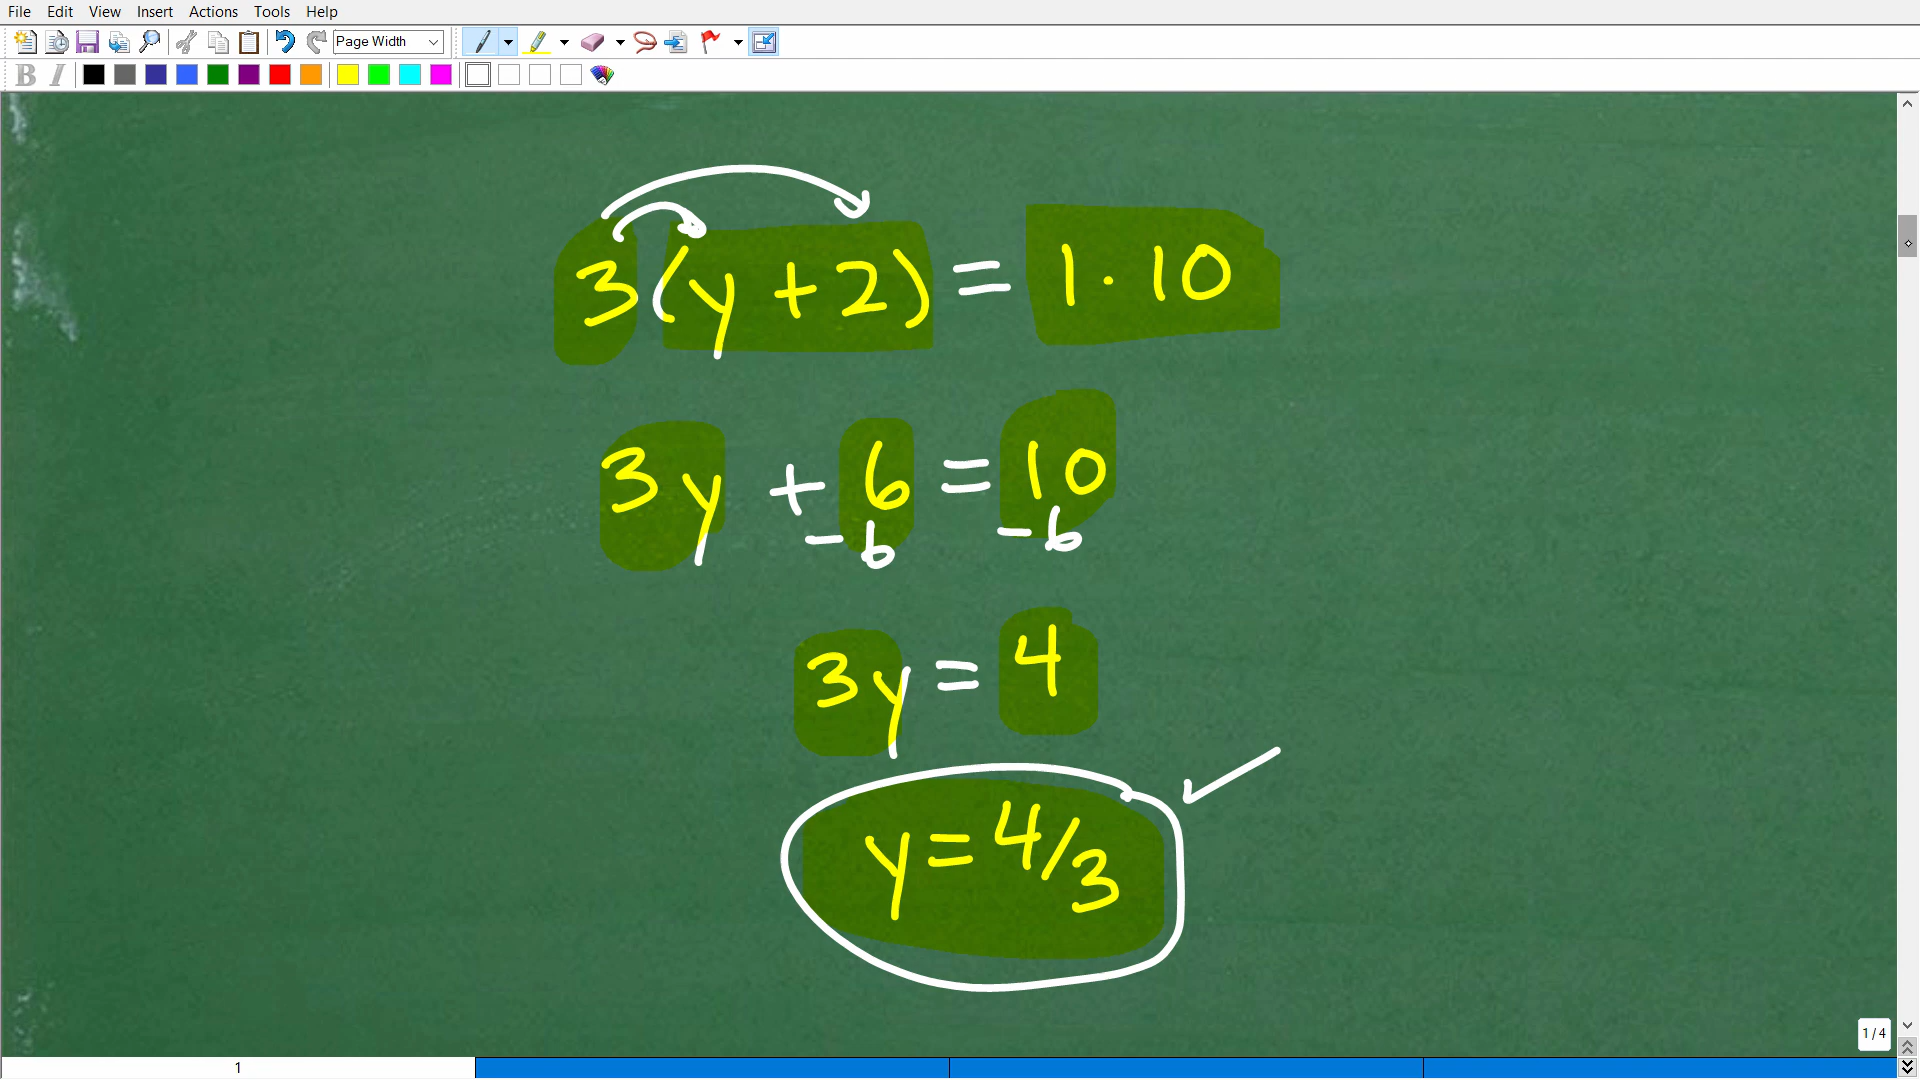 File Edit View Insert Actions Tools Help
Page Width
B I
3(y + 2) = 1 · 10
3y + 6 = 10
- 6 - 6
3y = 4
y = 4/3
1 / 4
1